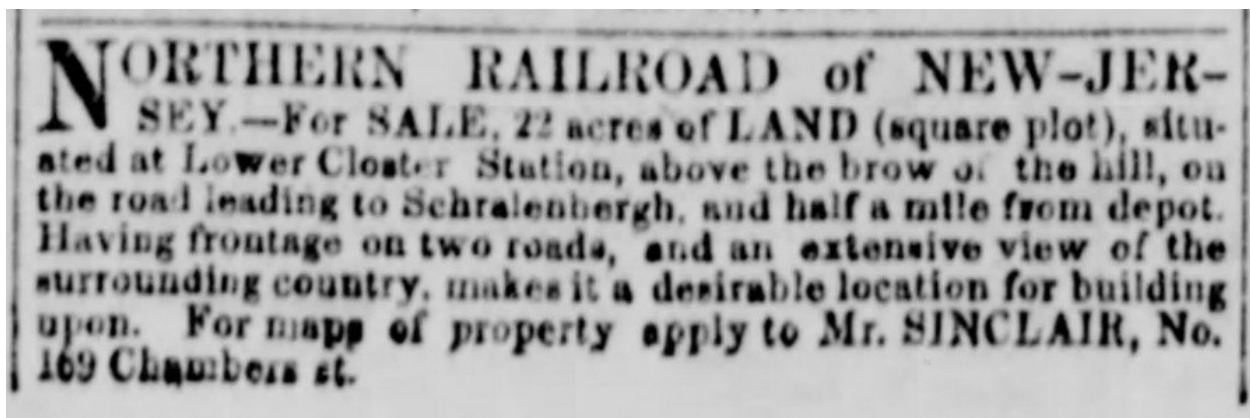 NORTHERN RAILROAD of NEW-JER-
SEY.—For SALE, 22 acres of LAND (square plot), situ-
ated at Lower Closter Station, above the brow of the hill, on
the road leading to Schralenbergh, and half a mile from depot.
Having frontage on two roads, and an extensive view of the
surrounding country, makes it a desirable location for building
upon. For maps of property apply to Mr. SINCLAIR, No.
169 Chambers st.